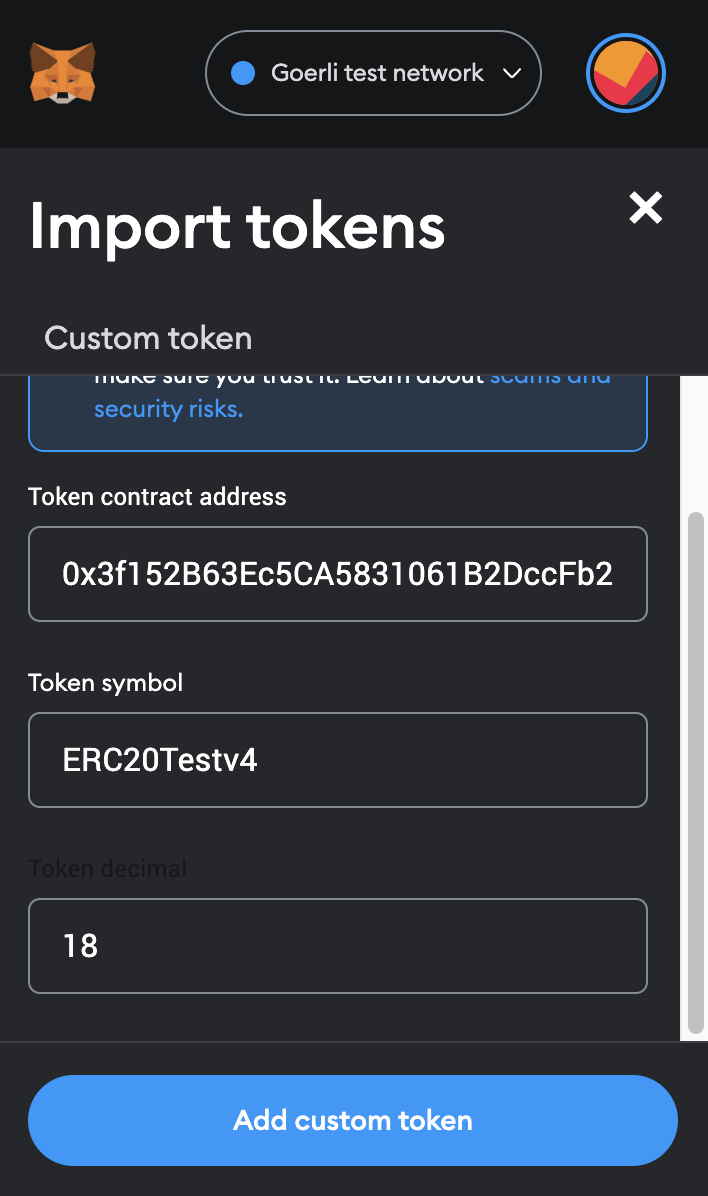 Goerli test network
Import tokens
Custom token
make sure you trust it. Learn about scams and
security risks.
Token contract address
0x3f152B63Ec5CA5831061B2DccFb2
Token symbol
ERC20Testv4
Token decimal
18
Add custom token